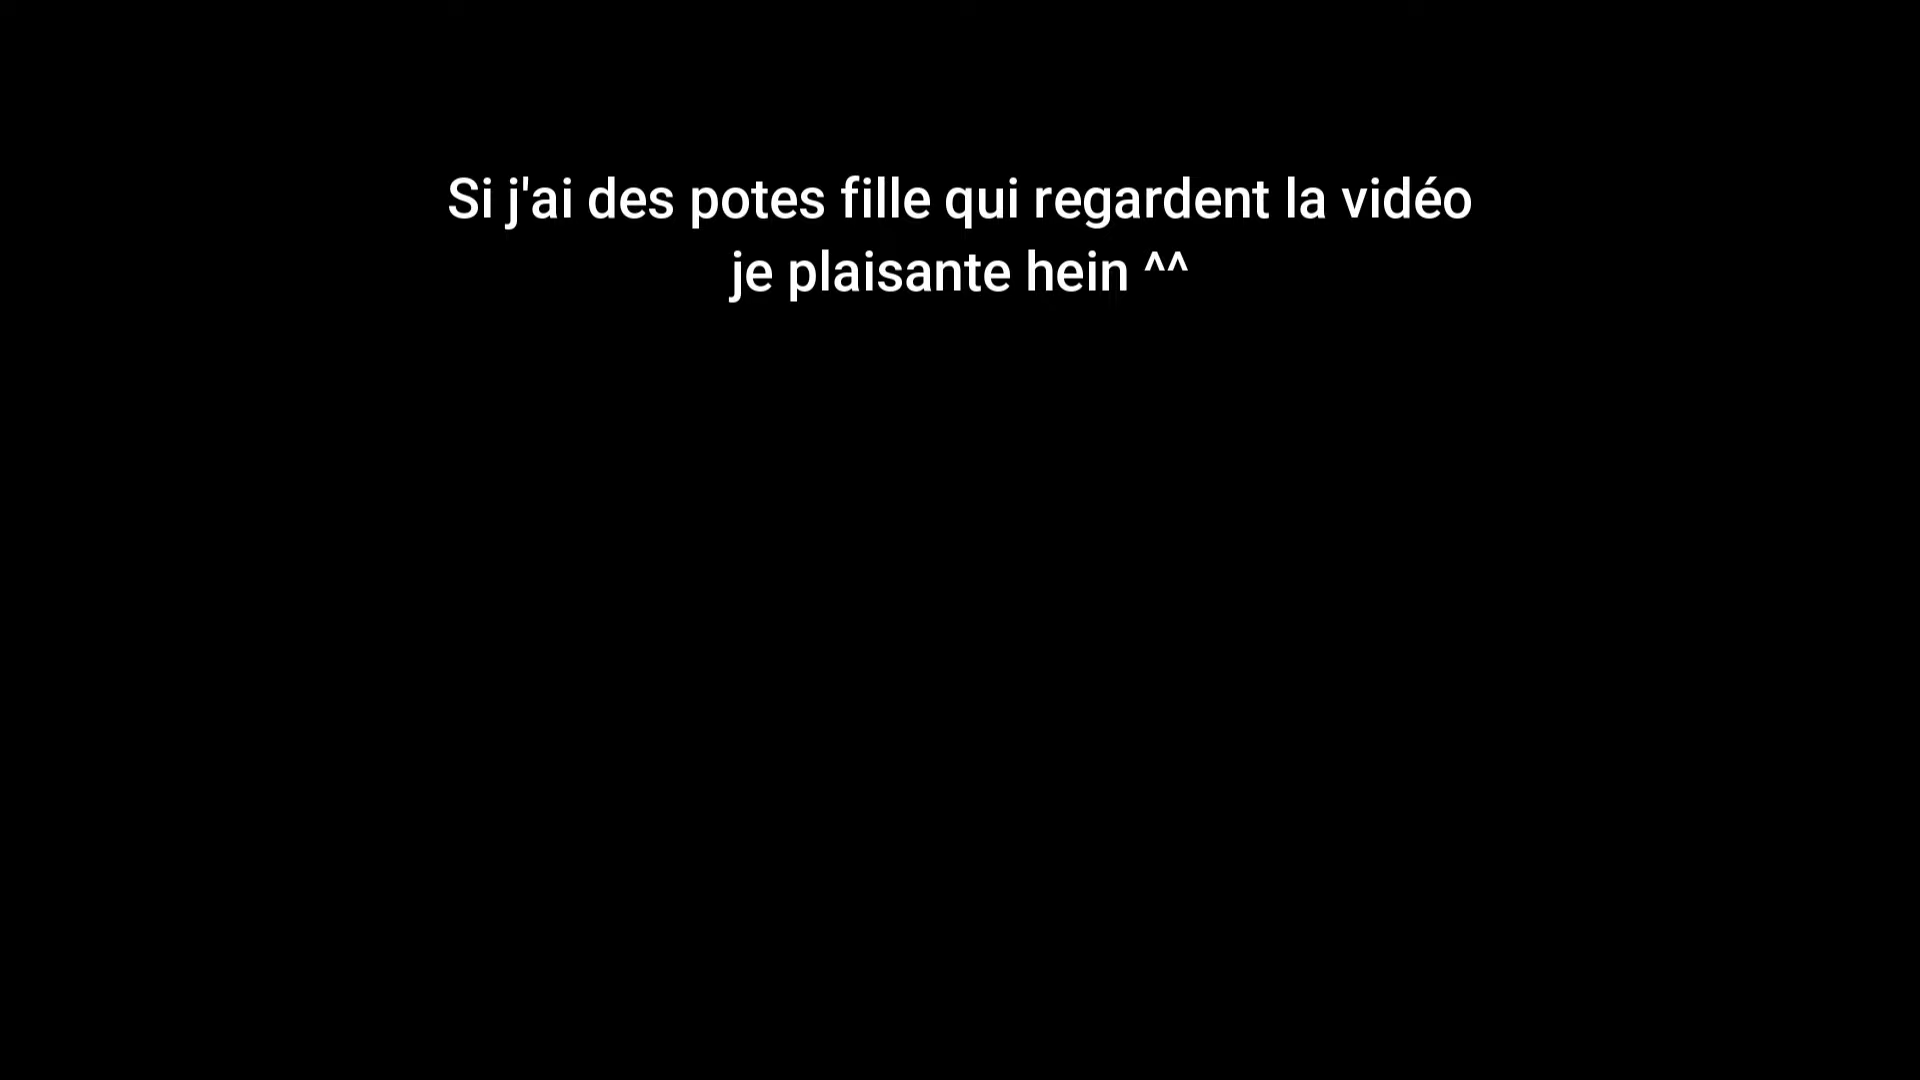 Si j'ai des potes fille qui regardent la vidéo
je plaisante hein ^^